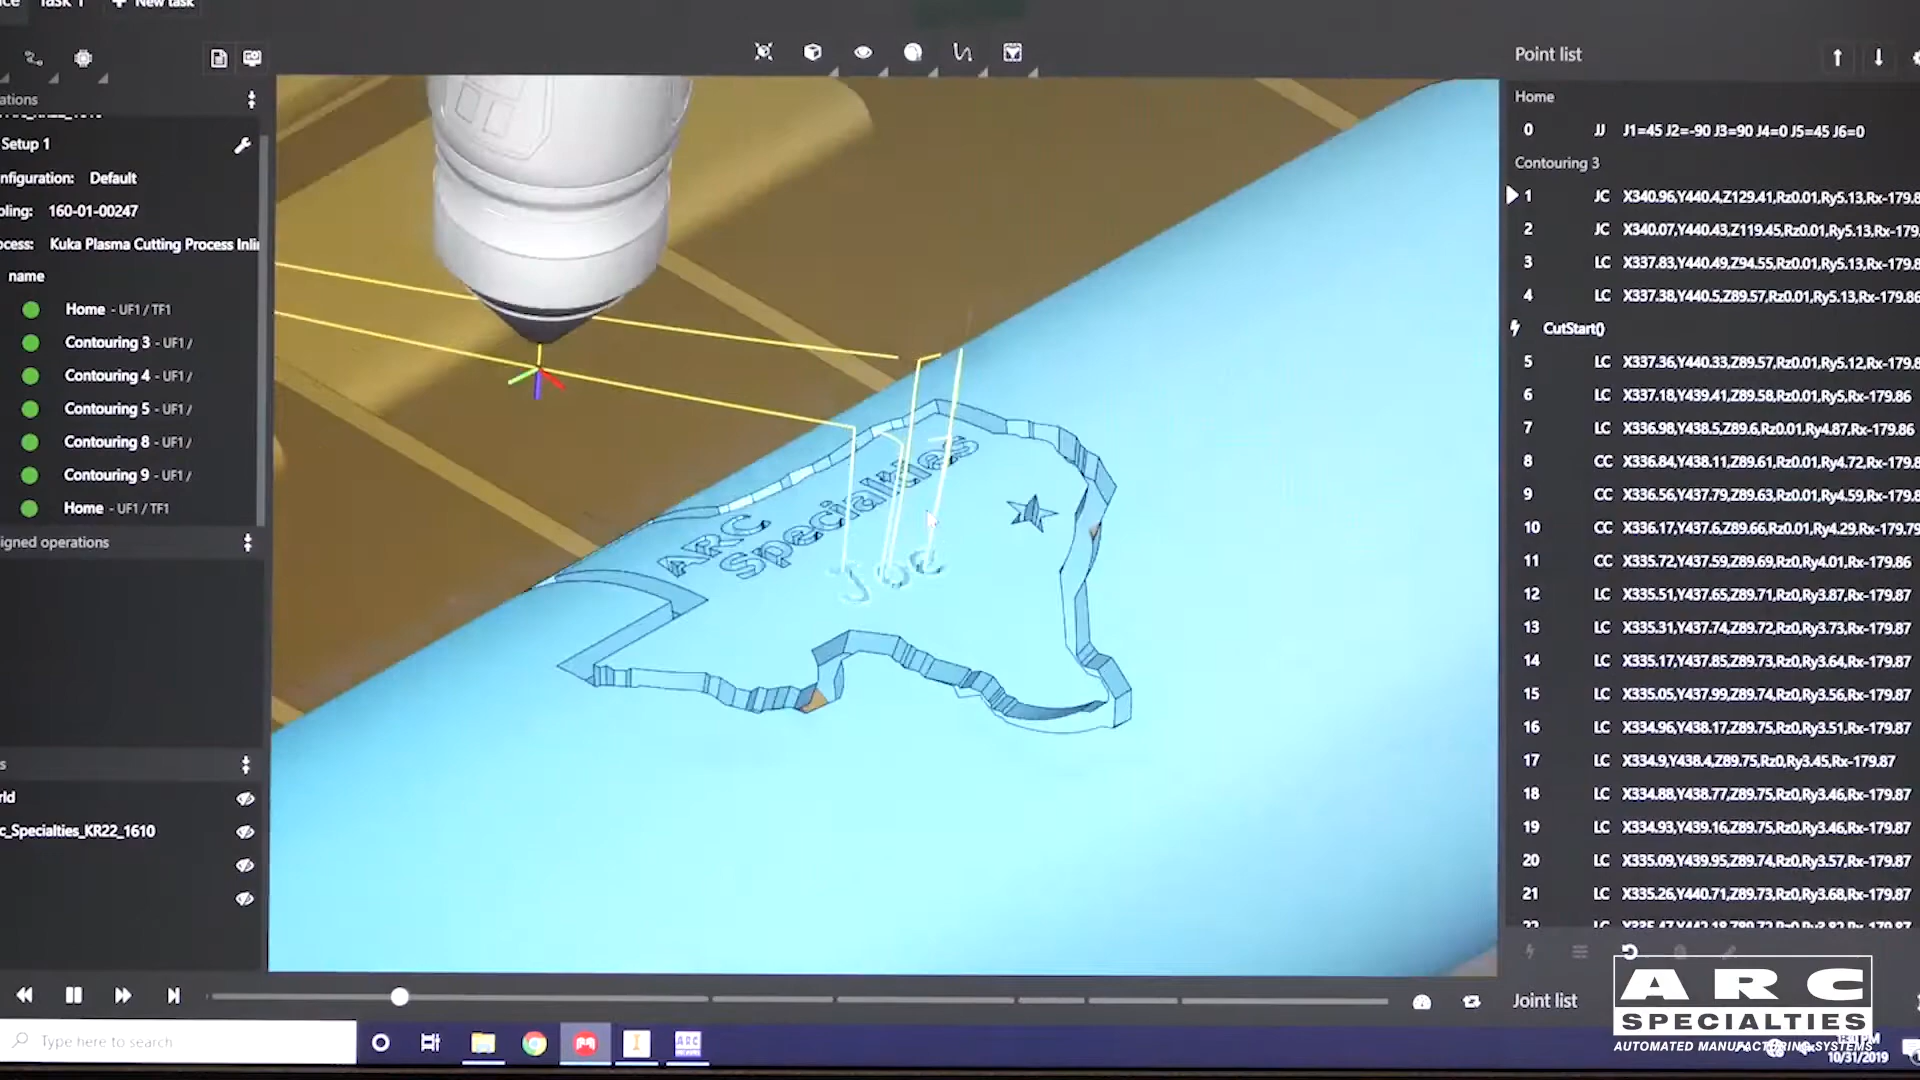 Task 1 + New task
Setup 1
Default
160-01-00247
Kuka Plasma Cutting Process
name
Home - UF1 / TF1
Contouring 3 - UF1 /
Contouring 4 - UF1 /
Contouring 5 - UF1 /
Contouring 8 - UF1 /
Contouring 9 - UF1 /
Home - UF1 / TF1
operations
Specialties_KR22_1610
ARC
Specialties
Joe
Point list
Home
0 JJ J1=45 J2=-90 J3=90 J4=0 J5=45 J6=0
Contouring 3
1 JC X340.96,Y440.4,Z129.41,Rz0.01,Ry5.13,Rx-179.8
2 JC X340.07,Y440.43,Z119.45,Rz0.01,Ry5.13,Rx-179.
3 LC X337.83,Y440.49,Z94.55,Rz0.01,Ry5.13,Rx-179.8
4 LC X337.38,Y440.5,Z89.57,Rz0.01,Ry5.13,Rx-179.86
CutStart()
5 LC X337.36,Y440.33,Z89.57,Rz0.01,Ry5.12,Rx-179.8
6 LC X337.18,Y439.41,Z89.58,Rz0.01,Ry5,Rx-179.86
7 LC X336.98,Y438.5,Z89.6,Rz0.01,Ry4.87,Rx-179.86
8 CC X336.84,Y438.11,Z89.61,Rz0.01,Ry4.72,Rx-179.8
9 CC X336.56,Y437.79,Z89.63,Rz0.01,Ry4.59,Rx-179.8
10 CC X336.17,Y437.6,Z89.66,Rz0.01,Ry4.29,Rx-179.79
11 CC X335.72,Y437.59,Z89.69,Rz0,Ry4.01,Rx-179.86
12 LC X335.51,Y437.65,Z89.71,Rz0,Ry3.87,Rx-179.87
13 LC X335.31,Y437.74,Z89.72,Rz0,Ry3.73,Rx-179.87
14 LC X335.17,Y437.85,Z89.73,Rz0,Ry3.64,Rx-179.87
15 LC X335.05,Y437.99,Z89.74,Rz0,Ry3.56,Rx-179.87
16 LC X334.96,Y438.17,Z89.75,Rz0,Ry3.51,Rx-179.87
17 LC X334.9,Y438.4,Z89.75,Rz0,Ry3.45,Rx-179.87
18 LC X334.88,Y438.77,Z89.75,Rz0,Ry3.46,Rx-179.87
19 LC X334.93,Y439.16,Z89.75,Rz0,Ry3.46,Rx-179.87
20 LC X335.09,Y439.95,Z89.74,Rz0,Ry3.57,Rx-179.87
21 LC X335.26,Y440.71,Z89.73,Rz0,Ry3.68,Rx-179.87
Joint list
ARC
SPECIALTIES
AUTOMATED MANUFACTURING SYSTEMS
Type here to search
10/31/2019